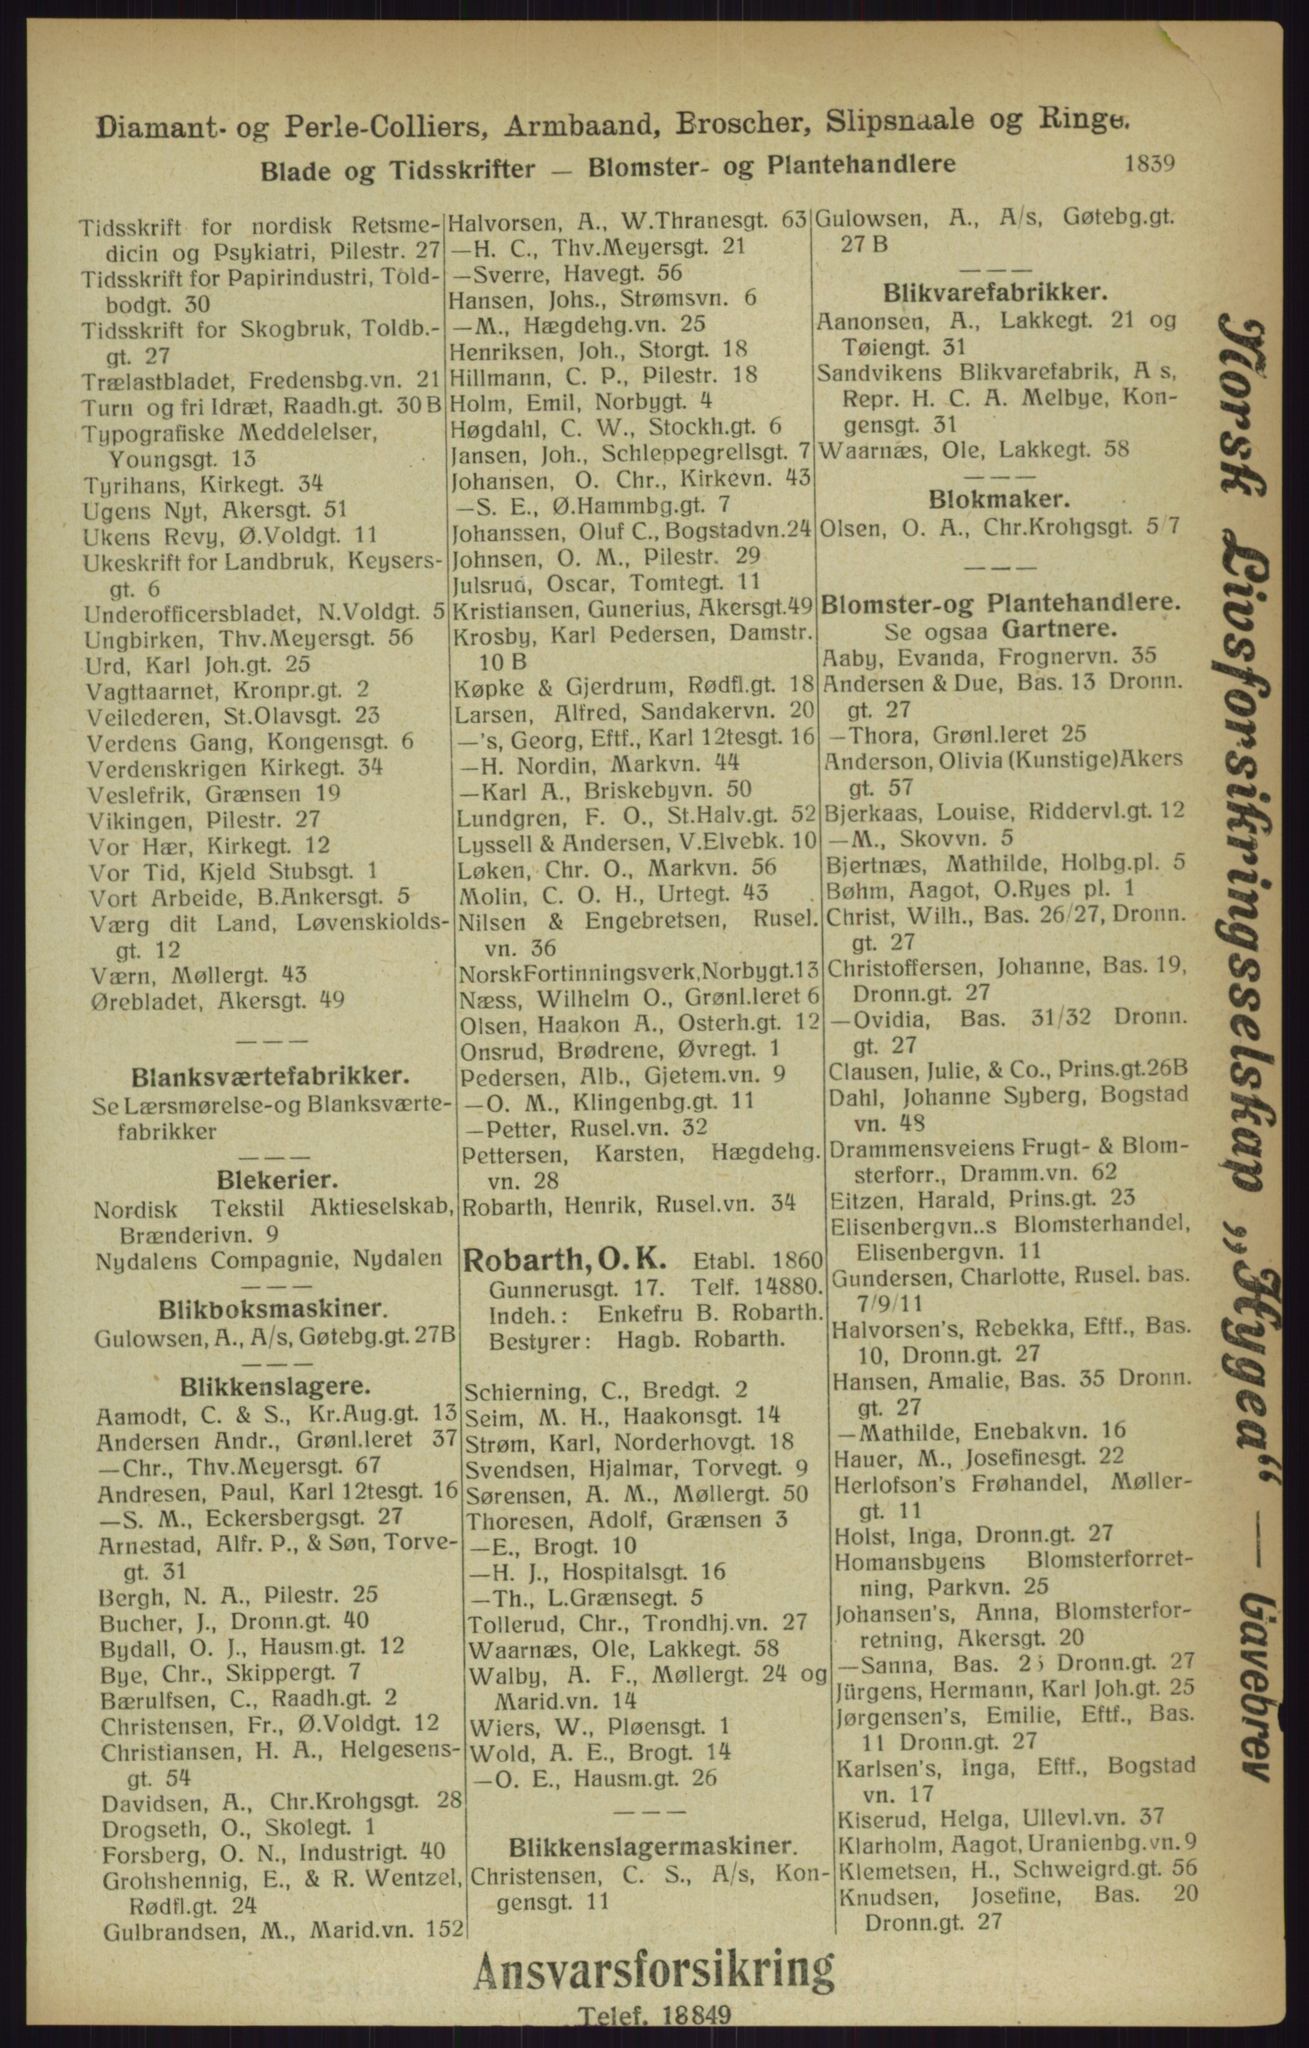 Diamant- og Perle-Colliers, Armbaand, Broscher, Slipsnaale og Ringe.
Blade og Tidsskrifter — Blomster- og Plantehandlere
1839
Tidsskrift for nordisk Retsme-
dicin og Psykiatri, Pilestr. 27
Tidsskrift for Papirindustri, Told-
bodgt. 30
Tidsskrift for Skogbruk, Toldb.-
gt. 27
Trælastbladet, Fredensbg.vn. 21
Turn og fri Idræt, Raadh.gt. 30 B
Typografiske Meddelelser,
Youngsgt. 13
Tyrihans, Kirkegt. 34
Ugens Nyt, Akersgt. 51
Ukens Revy, Ø.Voldgt. 11
Ukeskrift for Landbruk, Keysers-
gt. 6
Underofficersbladet, N.Voldgt. 5
Ungbirken, Thv.Meyersgt. 56
Urd, Karl Joh.gt. 25
Vagttaarnet, Kronpr.gt. 2
Veilederen, St.Olavsgt. 23
Verdens Gang, Kongensgt. 6
Verdenskrigen Kirkegt. 34
Veslefrik, Grænsen 19
Vikingen, Pilestr. 27
Vor Hær, Kirkegt. 12
Vor Tid, Kjeld Stubsgt. 1
Vort Arbeide, B.Ankersgt. 5
Værg dit Land, Løvenskiolds-
gt. 12
Værn, Møllergt. 43
Ørebladet, Akersgt. 49
— — —
Blanksværtefabrikker.
Se Lærsmørelse-og Blanksværte-
fabrikker
— — —
Blekerier.
Nordisk Tekstil Aktieselskab,
Brænderivn. 9
Nydalens Compagnie, Nydalen
— — —
Blikboksmaskiner.
Gulowsen, A., A/s, Gøtebg.gt. 27B
— — —
Blikkenslagere.
Aamodt, C. & S., Kr.Aug.gt. 13
Andersen Andr., Grønl.leret 37
—Chr., Thv.Meyersgt. 67
Andresen, Paul, Karl 12tesgt. 16
—S. M., Eckersbergsgt. 27
Arnestad, Alfr. P., & Søn, Torve-
gt. 31
Bergh, N. A., Pilestr. 25
Bucher, J., Dronn.gt. 40
Bydall, O. J., Hausm.gt. 12
Bye, Chr., Skippergt. 7
Bærulfsen, C., Raadh.gt. 2
Christensen, Fr., Ø.Voldgt. 12
Christiansen, H. A., Helgesens-
gt. 54
Davidsen, A., Chr.Krohgsgt. 28
Drogseth, O., Skolegt. 1
Forsberg, O. N., Industrigt. 40
Grohshennig, E., & R. Wentzel,
Rødfl.gt. 24
Gulbrandsen, M., Marid.vn. 152
Halvorsen, A., W.Thranesgt. 63
—H. C., Thv.Meyersgt. 21
—Sverre, Havegt. 56
Hansen, Johs., Strømsvn. 6
—M., Hægdehg.vn. 25
Henriksen, Joh., Storgt. 18
Hillmann, C. P., Pilestr. 18
Holm, Emil, Norbygt. 4
Høgdahl, C. W., Stockh.gt. 6
Jansen, Joh., Schleppegrellsgt. 7
Johansen, O. Chr., Kirkevn. 43
—S. E., Ø.Hammbg.gt. 7
Johanssen, Oluf C., Bogstadvn.24
Johnsen, O. M., Pilestr. 29
Julsrud, Oscar, Tomtegt. 11
Kristiansen, Gunerius, Akersgt.49
Krosby, Karl Pedersen, Damstr.
10 B
Køpke & Gjerdrum, Rødfl.gt. 18
Larsen, Alfred, Sandakervn. 20
—'s, Georg, Eftf., Karl 12tesgt. 16
—H. Nordin, Markvn. 44
—Karl A., Briskebyvn. 50
Lundgren, F. O., St.Halv.gt. 52
Lyssell & Andersen, V.Elvebk. 10
Løken, Chr. O., Markvn. 56
Molin, C. O. H., Urtegt. 43
Nilsen & Engebretsen, Rusel.
vn. 36
NorskFortinningsverk,Norbygt.13
Næss, Wilhelm O., Grønl.leret 6
Olsen, Haakon A., Osterh.gt. 12
Onsrud, Brødrene, Øvregt. 1
Pedersen, Alb., Gjetem.vn. 9
—O. M., Klingenbg.gt. 11
—Petter, Rusel.vn. 32
Pettersen, Karsten, Hægdehg.
vn. 28
Robarth, Henrik, Rusel.vn. 34
Robarth, O. K. Etabl. 1860
Gunnerusgt. 17. Telf. 14880.
Indeh.: Enkefru B. Robarth.
Bestyrer: Hagb. Robarth.
Schierning, C., Bredgt. 2
Seim, M. H., Haakonsgt. 14
Strøm, Karl, Norderhovgt. 18
Svendsen, Hjalmar, Torvegt. 9
Sørensen, A. M., Møllergt. 50
Thoresen, Adolf, Grænsen 3
—E., Brogt. 10
—H. J., Hospitalsgt. 16
—Th., L.Grænsegt. 5
Tollerud, Chr., Trondhj.vn. 27
Waarnæs, Ole, Lakkegt. 58
Walby, A. F., Møllergt. 24 og
Marid.vn. 14
Wiers, W., Pløensgt. 1
Wold, A. E., Brogt. 14
—O. E., Hausm.gt. 26
— — —
Blikkenslagermaskiner.
Christensen, C. S., A/s, Kon-
gensgt. 11
Gulowsen, A., A/s, Gøtebg.gt.
27 B
— — —
Blikvarefabrikker.
Aanonsen, A., Lakkegt. 21 og
Tøiengt. 31
Sandvikens Blikvarefabrik, A s,
Repr. H. C. A. Melbye, Kon-
gensgt. 31
Waarnæs, Ole, Lakkegt. 58
— — —
Blokmaker.
Olsen, O. A., Chr.Krohgsgt. 5/7
— — —
Blomster-og Plantehandlere.
Se ogsaa Gartnere.
Aaby, Evanda, Frognervn. 35
Andersen & Due, Bas. 13 Dronn.
gt. 27
—Thora, Grønl.leret 25
Anderson, Olivia (Kunstige)Akers
gt. 57
Bjerkaas, Louise, Riddervl.gt. 12
—M., Skovvn. 5
Bjertnæs, Mathilde, Holbg.pl. 5
Bøhm, Aagot, O.Ryes pl. 1
Christ, Wilh., Bas. 26/27, Dronn.
gt. 27
Christoffersen, Johanne, Bas. 19,
Dronn.gt. 27
—Ovidia, Bas. 31/32 Dronn.
gt. 27
Clausen, Julie, & Co., Prins.gt.26B
Dahl, Johanne Syberg, Bogstad
vn. 48
Drammensveiens Frugt- & Blom-
sterforr., Dramm.vn. 62
Eitzen, Harald, Prins.gt. 23
Elisenbergvn..s Blomsterhandel,
Elisenbergvn. 11
Gundersen, Charlotte, Rusel. bas.
7/9/11
Halvorsen's, Rebekka, Eftf., Bas.
10, Dronn.gt. 27
Hansen, Amalie, Bas. 35 Dronn.
gt. 27
—Mathilde, Enebakvn. 16
Hauer, M., Josefinesgt. 22
Herlofson's Frøhandel, Møller-
gt. 11
Holst, Inga, Dronn.gt. 27
Homansbyens Blomsterforret-
ning, Parkvn. 25
Johansen's, Anna, Blomsterfor-
retning, Akersgt. 20
—Sanna, Bas. Dronn.gt. 27
Jürgens, Hermann, Karl Joh.gt. 25
Jørgensen's, Emilie, Eftf., Bas.
11 Dronn.gt. 27
Karlsen's, Inga, Eftf., Bogstad
vn. 17
Kiserud, Helga, Ullevl.vn. 37
Klarholm, Aagot, Uranienbg.vn. 9
Klemetsen, H., Schweigrd.gt. 56
Knudsen, Josefine, Bas. 20
Dronn.gt. 27
Norsk Livsforsikringsselskap „Hygea“ — Gavebrev
Ansvarsforsikring
Telef. 18849